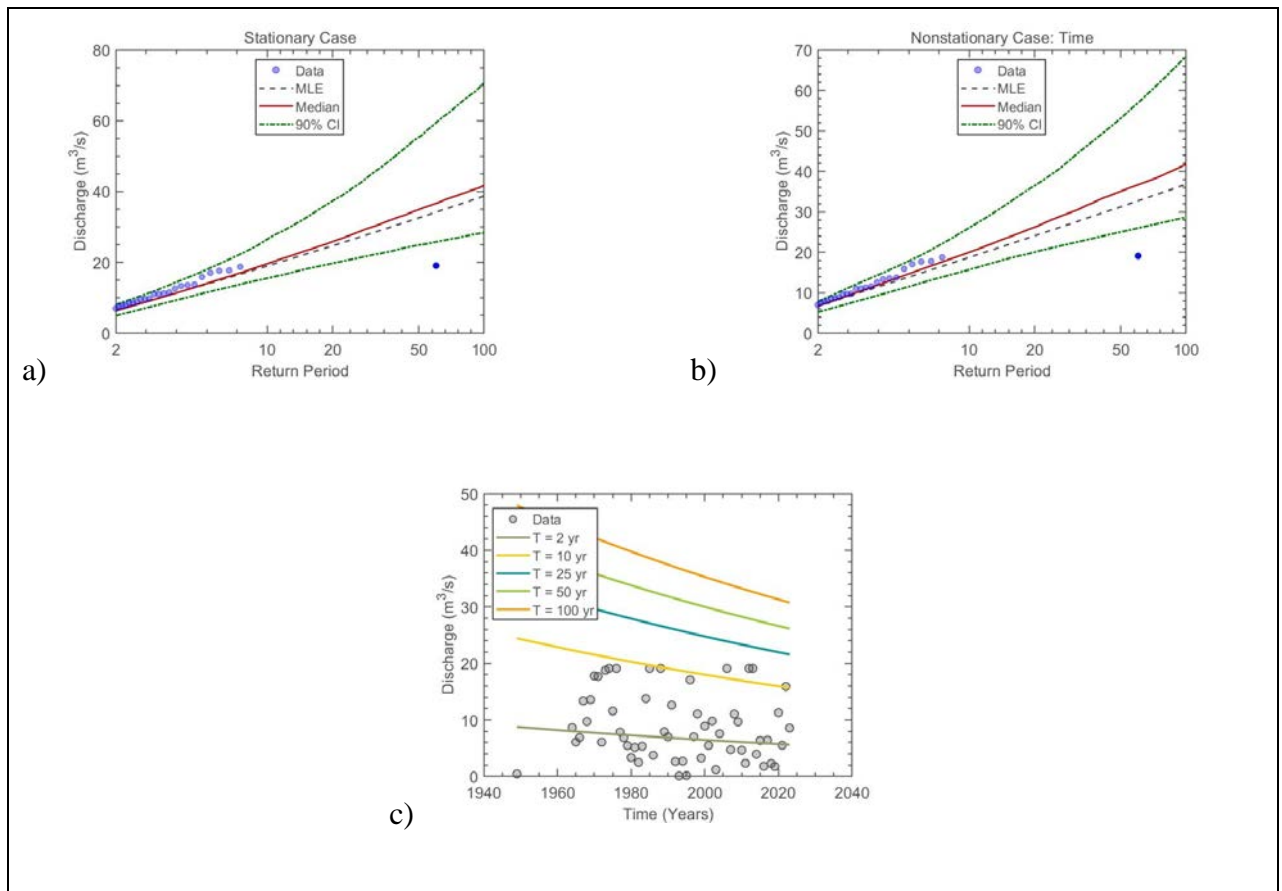 Stationary Case
80
60
40
20
0
Discharge (m³/s)
Data
MLE
Median
90% CI
2
10
20
50
100
Return Period
a)
Nonstationary Case: Time
70
60
50
40
30
20
10
0
Discharge (m³/s)
Data
MLE
Median
90% CI
2
10
20
50
100
Return Period
b)
50
40
30
20
10
0
Discharge (m³/s)
Data
T = 2 yr
T = 10 yr
T = 25 yr
T = 50 yr
T = 100 yr
1940
1960
1980
2000
2020
2040
Time (Years)
c)